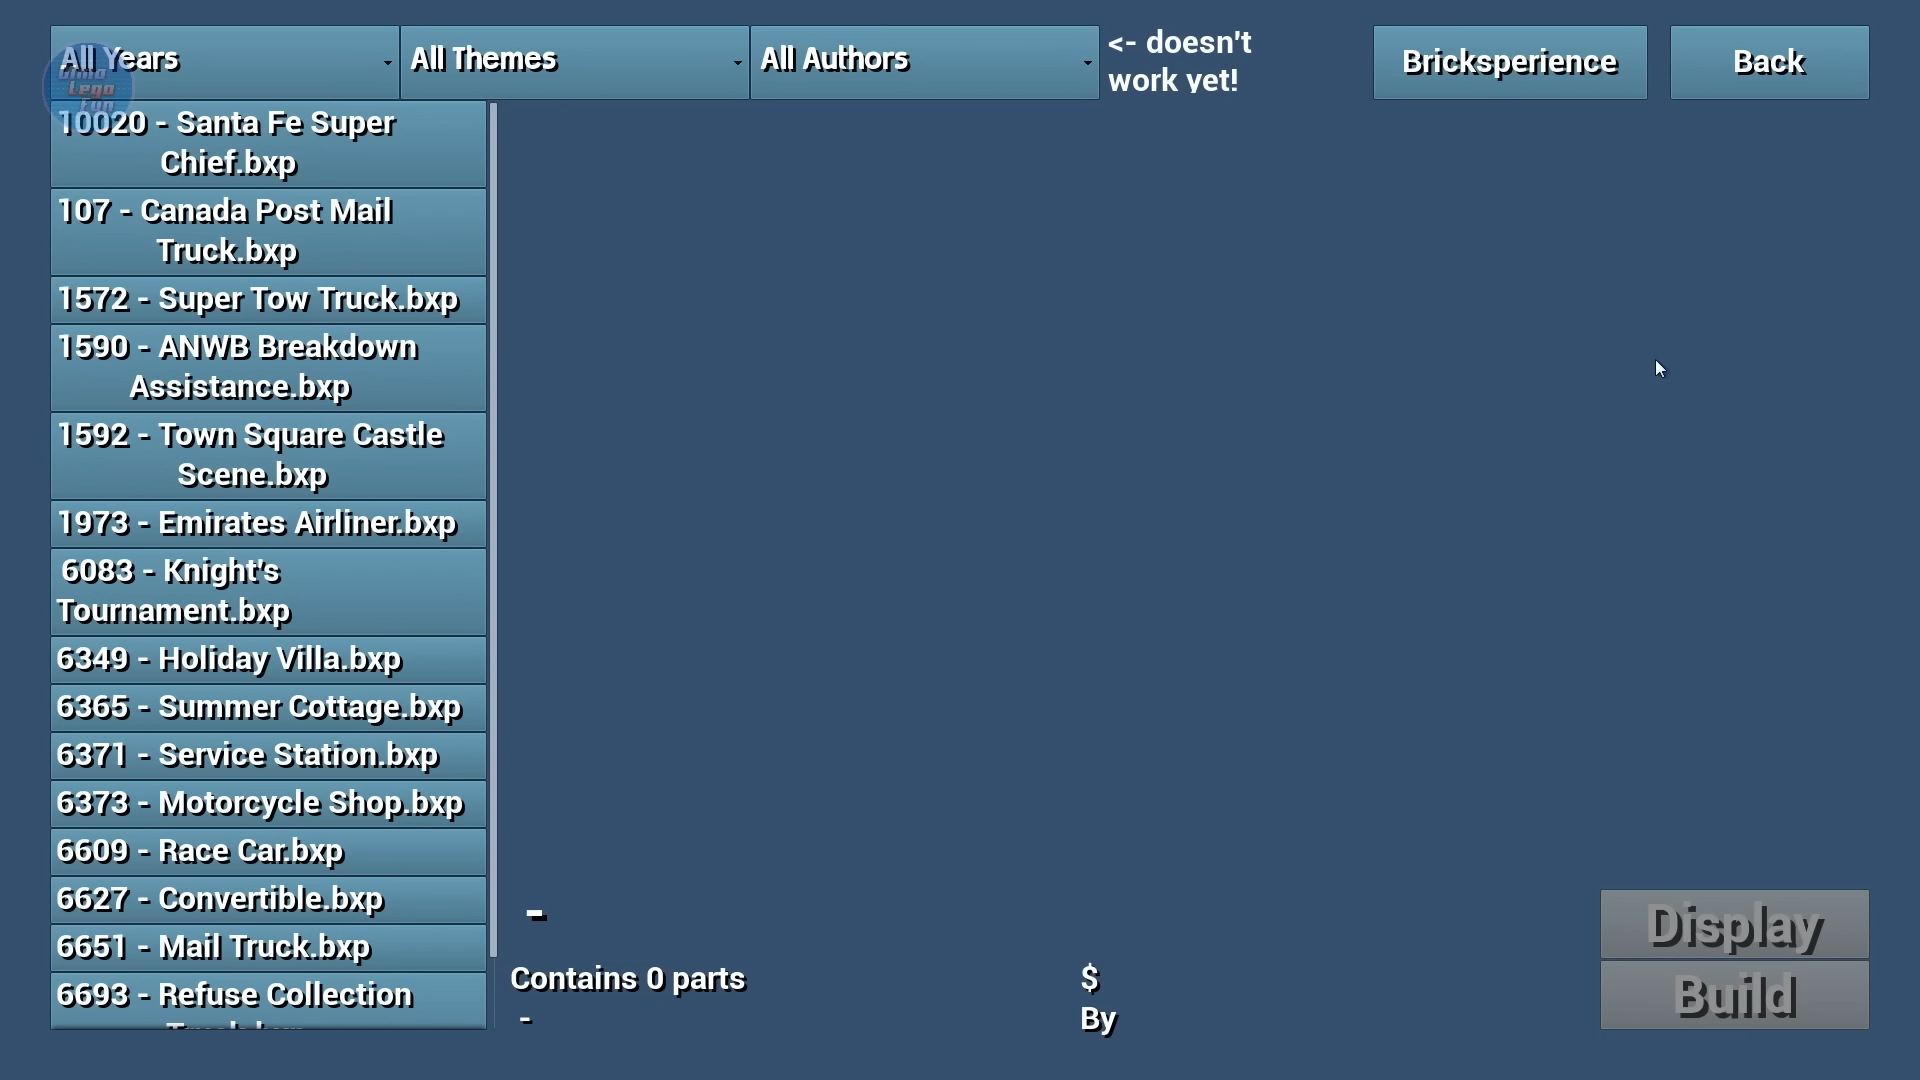 All Years
All Themes
All Authors
<- doesn't
work yet!
Bricksperience
Back
Lego
Fun
10020 - Santa Fe Super
Chief.bxp
107 - Canada Post Mail
Truck.bxp
1572 - Super Tow Truck.bxp
1590 - ANWB Breakdown
Assistance.bxp
1592 - Town Square Castle
Scene.bxp
1973 - Emirates Airliner.bxp
6083 - Knight's
Tournament.bxp
6349 - Holiday Villa.bxp
6365 - Summer Cottage.bxp
6371 - Service Station.bxp
6373 - Motorcycle Shop.bxp
6609 - Race Car.bxp
6627 - Convertible.bxp
6651 - Mail Truck.bxp
6693 - Refuse Collection
-
Contains 0 parts
-
$
By
Display
Build